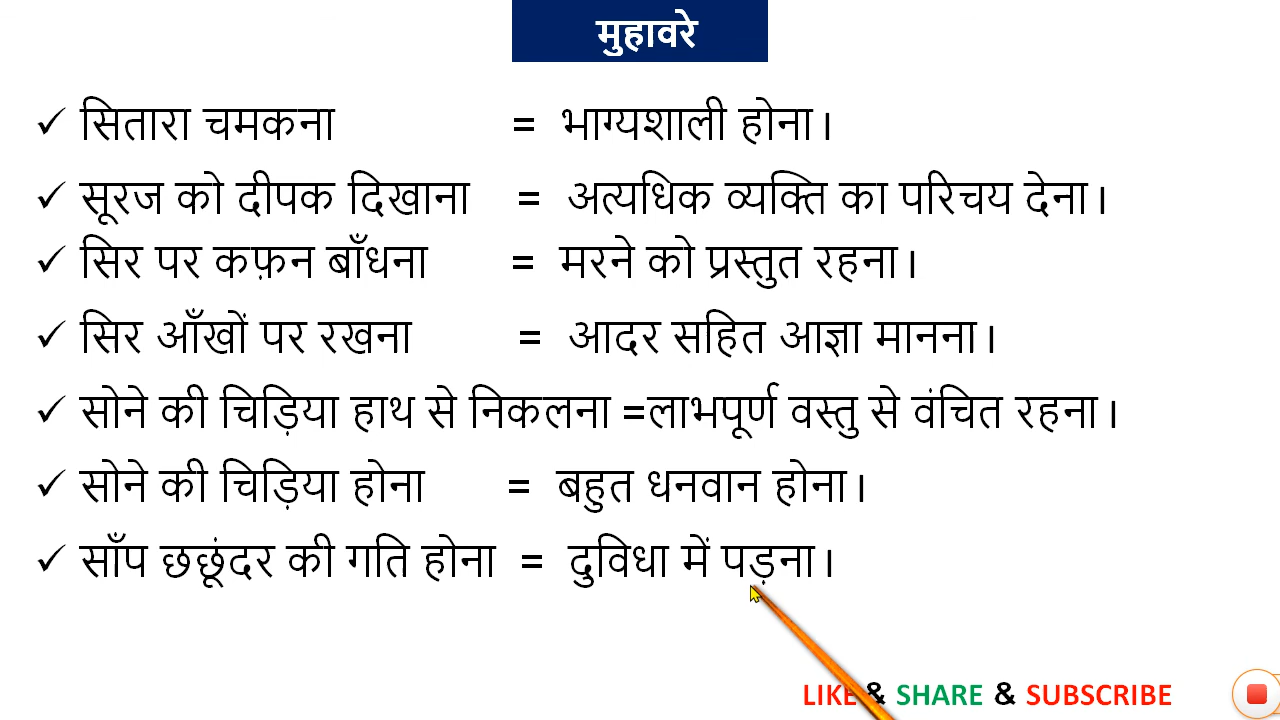 मुहावरे
✓ सितारा चमकना = भाग्यशाली होना।
✓ सूरज को दीपक दिखाना = अत्यधिक व्यक्ति का परिचय देना।
✓ सिर पर कफ़न बाँधना = मरने को प्रस्तुत रहना।
✓ सिर आँखों पर रखना = आदर सहित आज्ञा मानना।
✓ सोने की चिड़िया हाथ से निकलना =लाभपूर्ण वस्तु से वंचित रहना।
✓ सोने की चिड़िया होना = बहुत धनवान होना।
✓ साँप छछूंदर की गति होना = दुविधा में पड़ना।
LIKE & SHARE & SUBSCRIBE